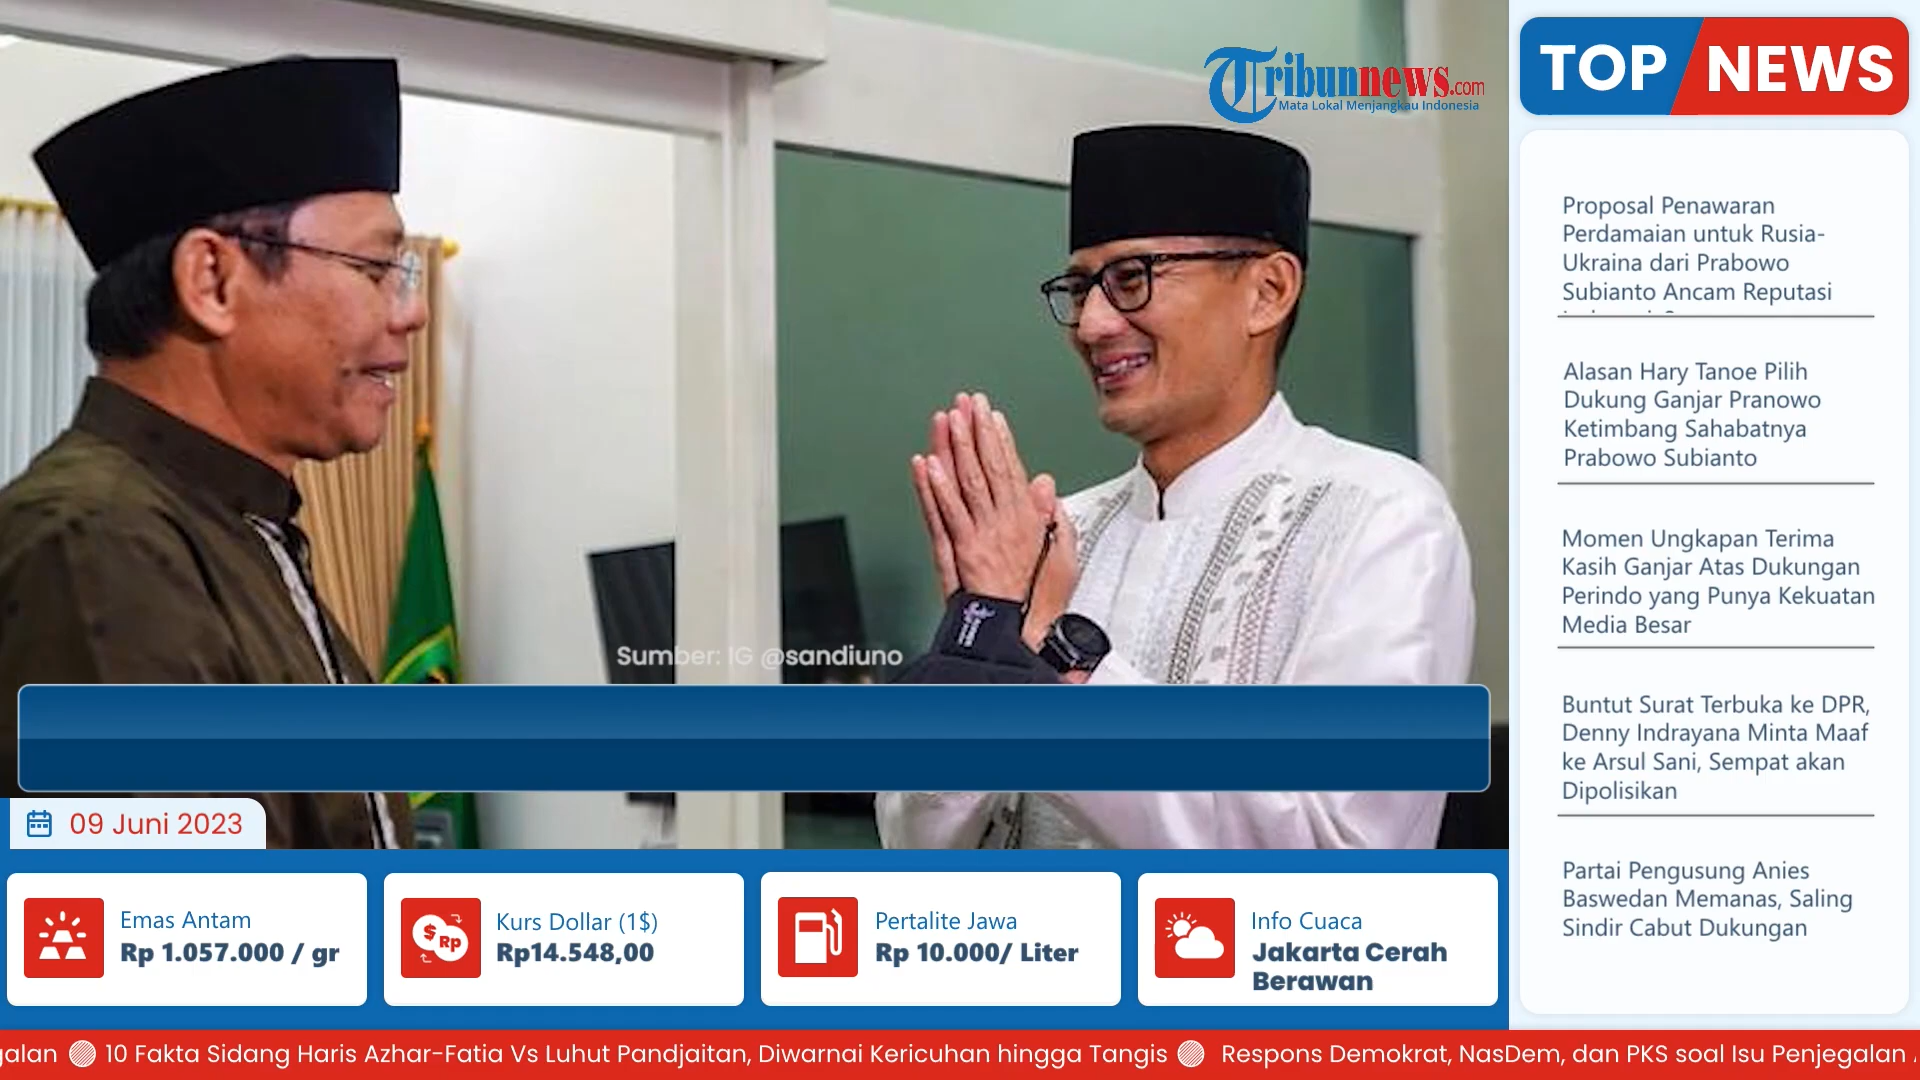 Tribunnews.com
Mata Lokal Menjangkau Indonesia
TOP NEWS
Proposal Penawaran
Perdamaian untuk Rusia-
Ukraina dari Prabowo
Subianto Ancam Reputasi
Alasan Hary Tanoe Pilih
Dukung Ganjar Pranowo
Ketimbang Sahabatnya
Prabowo Subianto
Momen Ungkapan Terima
Kasih Ganjar Atas Dukungan
Perindo yang Punya Kekuatan
Media Besar
Buntut Surat Terbuka ke DPR,
Denny Indrayana Minta Maaf
ke Arsul Sani, Sempat akan
Dipolisikan
Partai Pengusung Anies
Baswedan Memanas, Saling
Sindir Cabut Dukungan
Sumber: IG @sandiuno
09 Juni 2023
Emas Antam
Rp 1.057.000 / gr
Kurs Dollar (1$)
Rp14.548,00
Pertalite Jawa
Rp 10.000/ Liter
Info Cuaca
Jakarta Cerah
Berawan
galan 10 Fakta Sidang Haris Azhar-Fatia Vs Luhut Pandjaitan, Diwarnai Kericuhan hingga Tangis Respons Demokrat, NasDem, dan PKS soal Isu Penjegalan